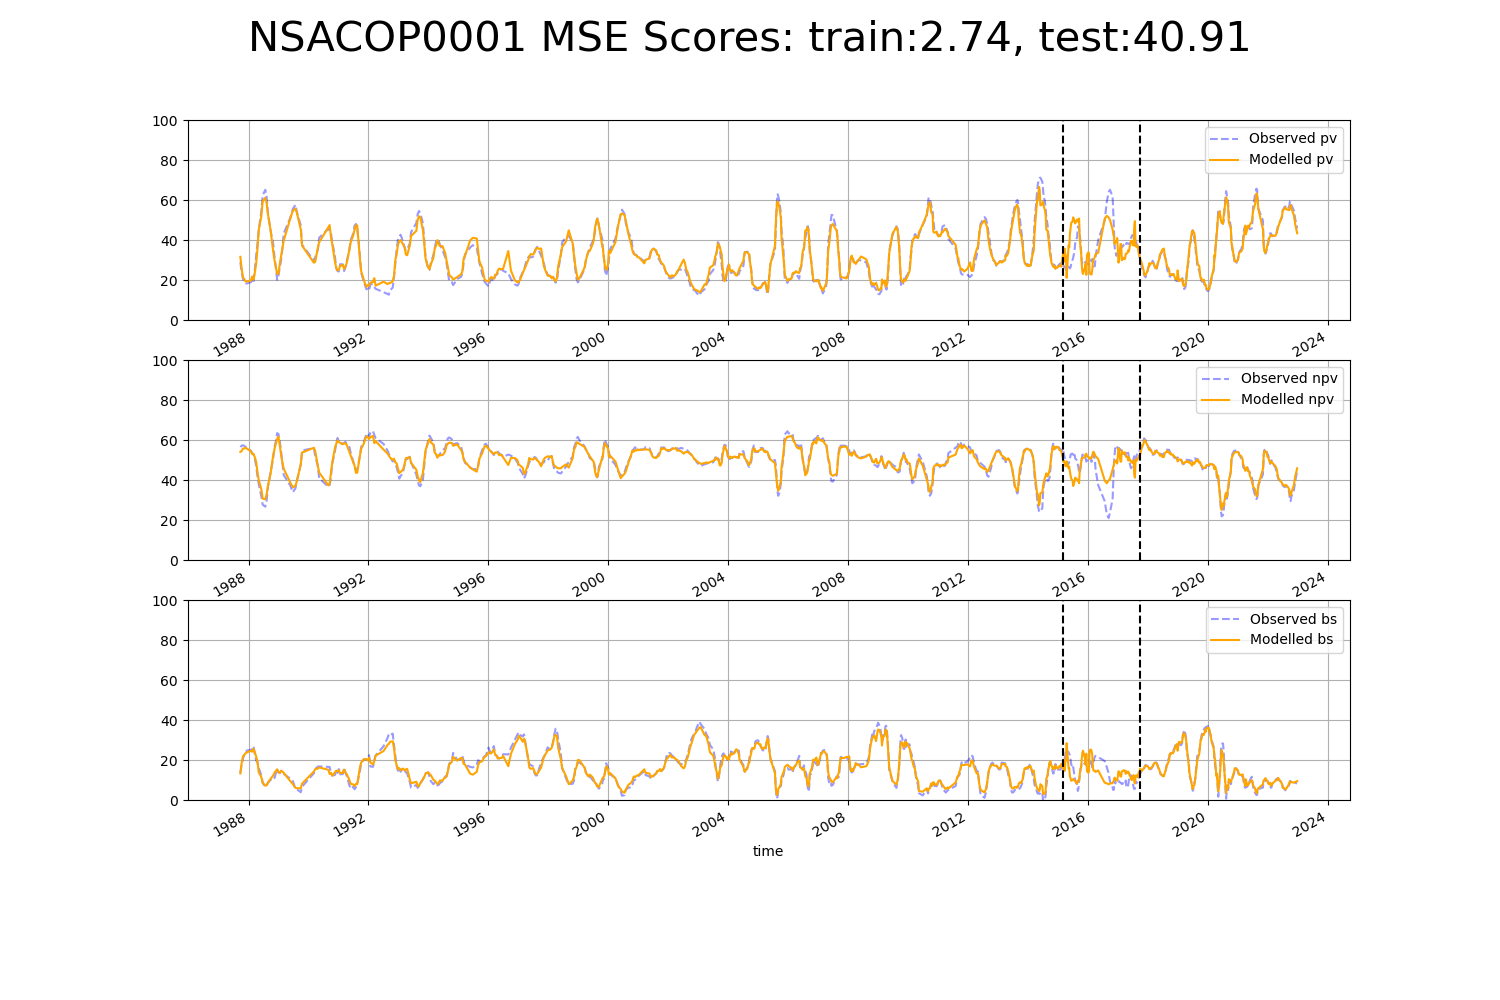 NSACOP0001 MSE Scores: train:2.74, test:40.91
100
80
60
40
20
0
Observed pv
Modelled pv
1988 1992 1996 2000 2004 2008 2012 2016 2020 2024
100
80
60
40
20
0
Observed npv
Modelled npv
1988 1992 1996 2000 2004 2008 2012 2016 2020 2024
100
80
60
40
20
0
Observed bs
Modelled bs
1988 1992 1996 2000 2004 2008 2012 2016 2020 2024
time